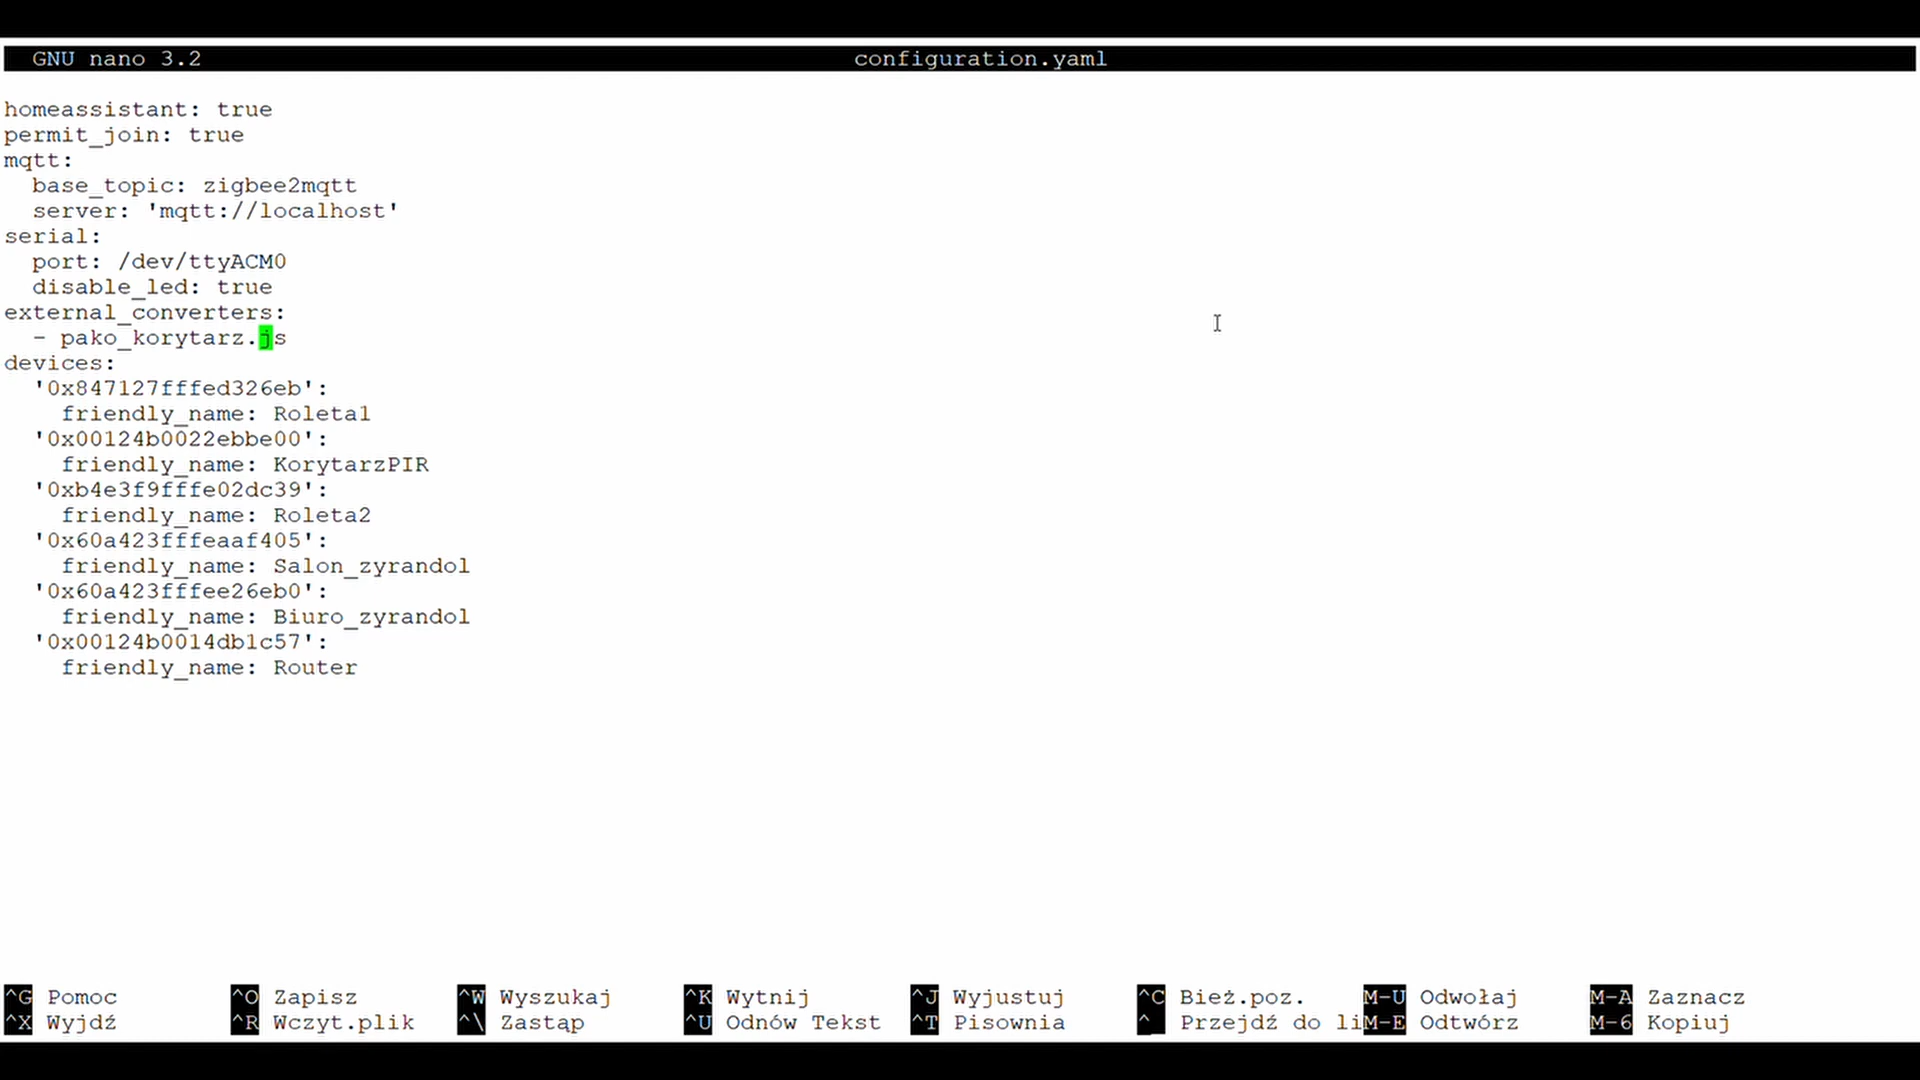 GNU nano 3.2 configuration.yaml
homeassistant: true
permit_join: true
mqtt:
  base_topic: zigbee2mqtt
  server: 'mqtt://localhost'
serial:
  port: /dev/ttyACM0
  disable_led: true
external_converters:
  - pako_korytarz.js
devices:
  '0x847127fffed326eb':
    friendly_name: Roleta1
  '0x00124b0022ebbe00':
    friendly_name: KorytarzPIR
  '0xb4e3f9fffe02dc39':
    friendly_name: Roleta2
  '0x60a423fffeaaf405':
    friendly_name: Salon_zyrandol
  '0x60a423fffee26eb0':
    friendly_name: Biuro_zyrandol
  '0x00124b0014db1c57':
    friendly_name: Router
^G Pomoc ^O Zapisz ^W Wyszukaj ^K Wytnij ^J Wyjustuj ^C Bież.poz. M-U Odwołaj M-A Zaznacz
^X Wyjdź ^R Wczyt.plik ^\ Zastąp ^U Odnów Tekst ^T Pisownia ^_ Przejdź do li M-E Odtwórz M-6 Kopiuj